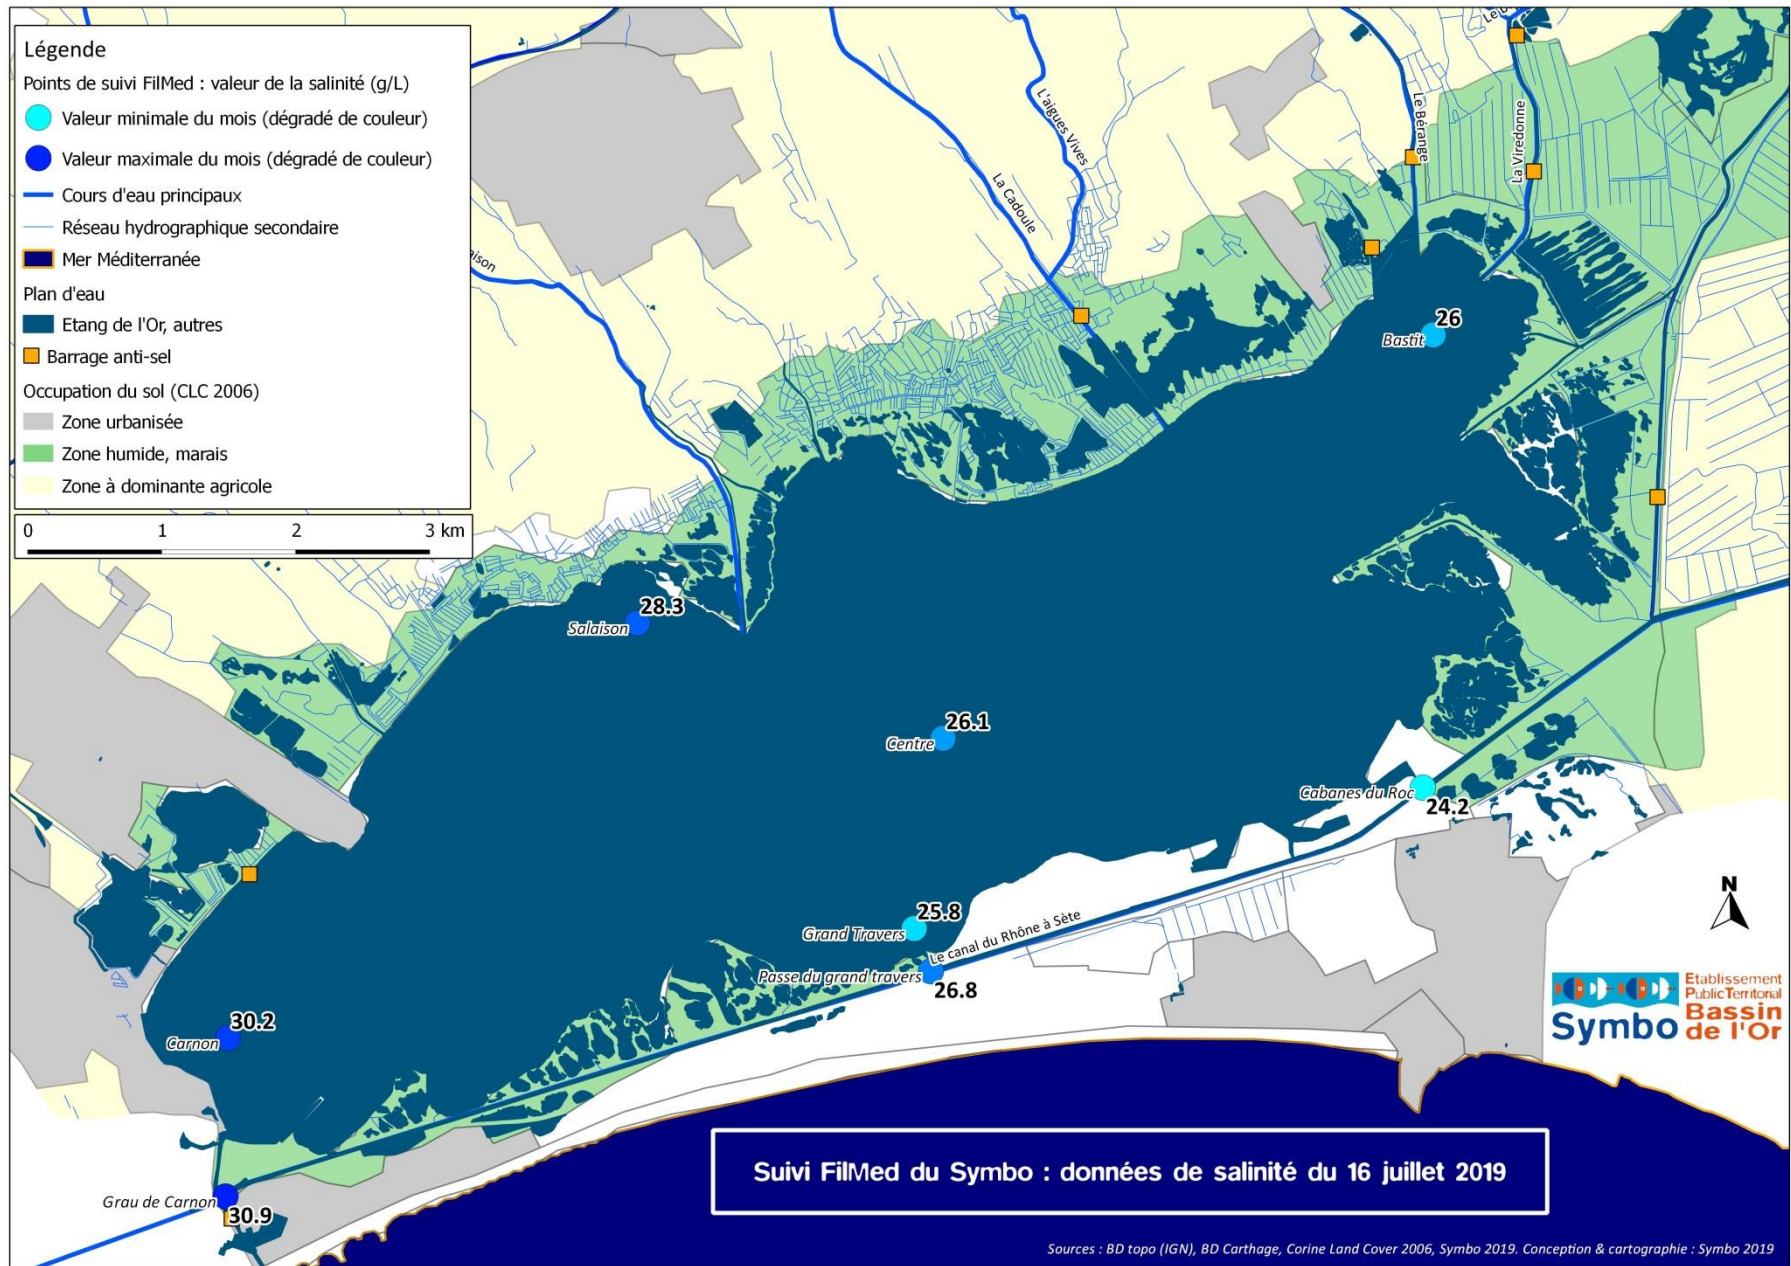 Légende
Points de suivi FilMed : valeur de la salinité (g/L)
Valeur minimale du mois (dégradé de couleur)
Valeur maximale du mois (dégradé de couleur)
Cours d'eau principaux
Réseau hydrographique secondaire
Mer Méditerranée
Plan d'eau
Etang de l'Or, autres
Barrage anti-sel
Occupation du sol (CLC 2006)
Zone urbanisée
Zone humide, marais
Zone à dominante agricole
0 1 2 3 km
L'aigues Vives
La Cadoule
Le Bérange
La Viredonne
26
Bastit
28.3
Salaison
26.1
Centre
Cabanes du Roc
24.2
25.8
Grand Travers
Le canal du Rhône à Sète
Passe du grand travers
26.8
30.2
Carnon
Grau de Carnon
30.9
N
Symbo
Etablissement
Public Territorial
Bassin
de l'Or
Suivi FilMed du Symbo : données de salinité du 16 juillet 2019
Sources : BD topo (IGN), BD Carthage, Corine Land Cover 2006, Symbo 2019. Conception & cartographie : Symbo 2019